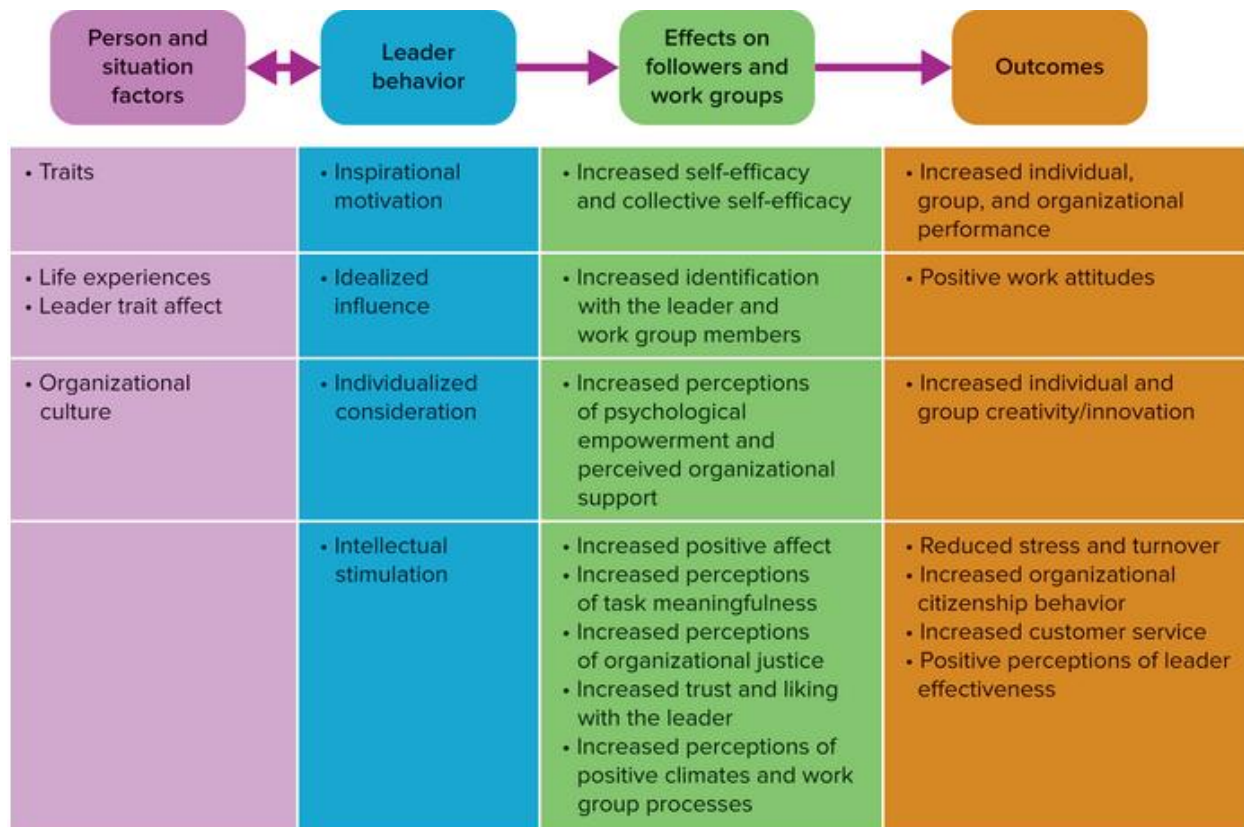 Person and
situation
factors
Leader
behavior
Effects on
followers and
work groups
Outcomes
• Traits
• Inspirational
motivation
• Increased self-efficacy
and collective self-efficacy
• Increased individual,
group, and organizational
performance
• Life experiences
• Leader trait affect
• Idealized
influence
• Increased identification
with the leader and
work group members
• Positive work attitudes
• Organizational
culture
• Individualized
consideration
• Increased perceptions
of psychological
empowerment and
perceived organizational
support
• Increased individual and
group creativity/innovation
• Intellectual
stimulation
• Increased positive affect
• Increased perceptions
of task meaningfulness
• Increased perceptions
of organizational justice
• Increased trust and liking
with the leader
• Increased perceptions of
positive climates and work
group processes
• Reduced stress and turnover
• Increased organizational
citizenship behavior
• Increased customer service
• Positive perceptions of leader
effectiveness